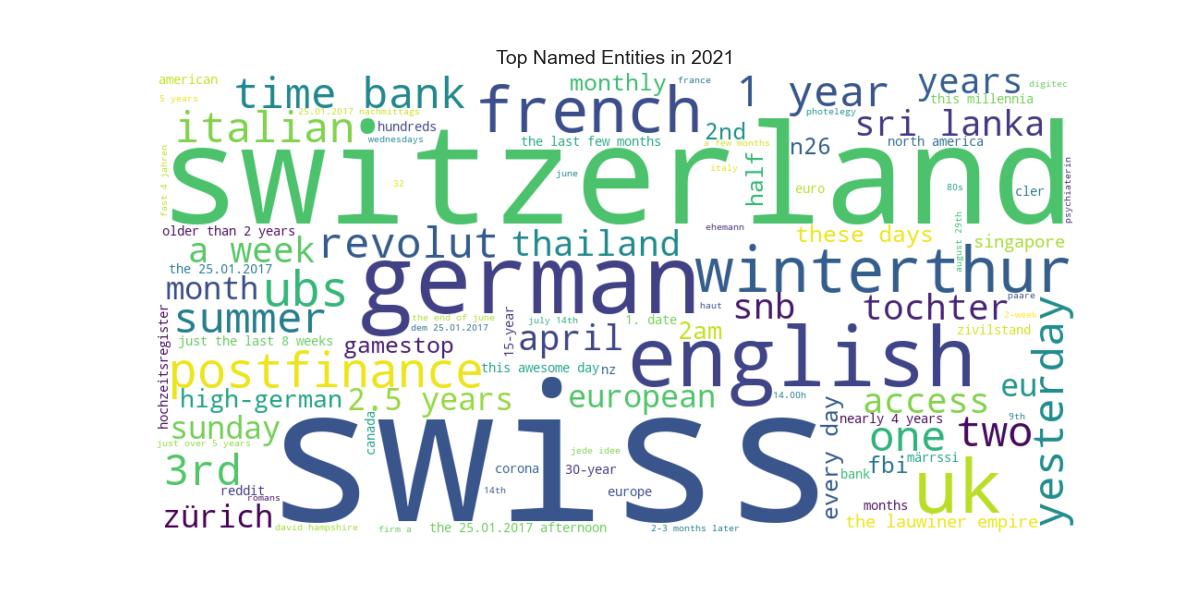 Top Named Entities in 2021
american
time bank
monthly
france
1 year
years
digitec
5 years
25.01.2017 nachmittags
french
photelegy
this millennia
italian
hundreds
wednesdays
the last few months
2nd
a few months
n26
sri lanka
north america
switzerland
fast 4 jahren
32
june
italy
half
euro
80s
cler
psychiaterin
older than 2 years
a week
revolut
thailand
ehemann
these days
august 29th
singapore
the 25.01.2017
month
ubs
german
winterthur
haut
snb
tochter
paare
2-week
summer
the end of june
dem 25.01.2017
15-year
july 14th
april
1. date
2am
zivilstand
yesterday
hochzeitsregister
just the last 8 weeks
gamestop
english
postfinance
this awesome day
nz
high-german
2.5 years
european
14.00h
access
eu
sunday
canada
swiss
every day
nearly 4 years
9th
one
two
just over 5 years
jede idee
3rd
corona
30-year
bank
fbi
märrssi
reddit
romans
14th
europe
months
uk
zürich
david hampshire
firm a
the 25.01.2017 afternoon
2-3 months later
the lauwiner empire